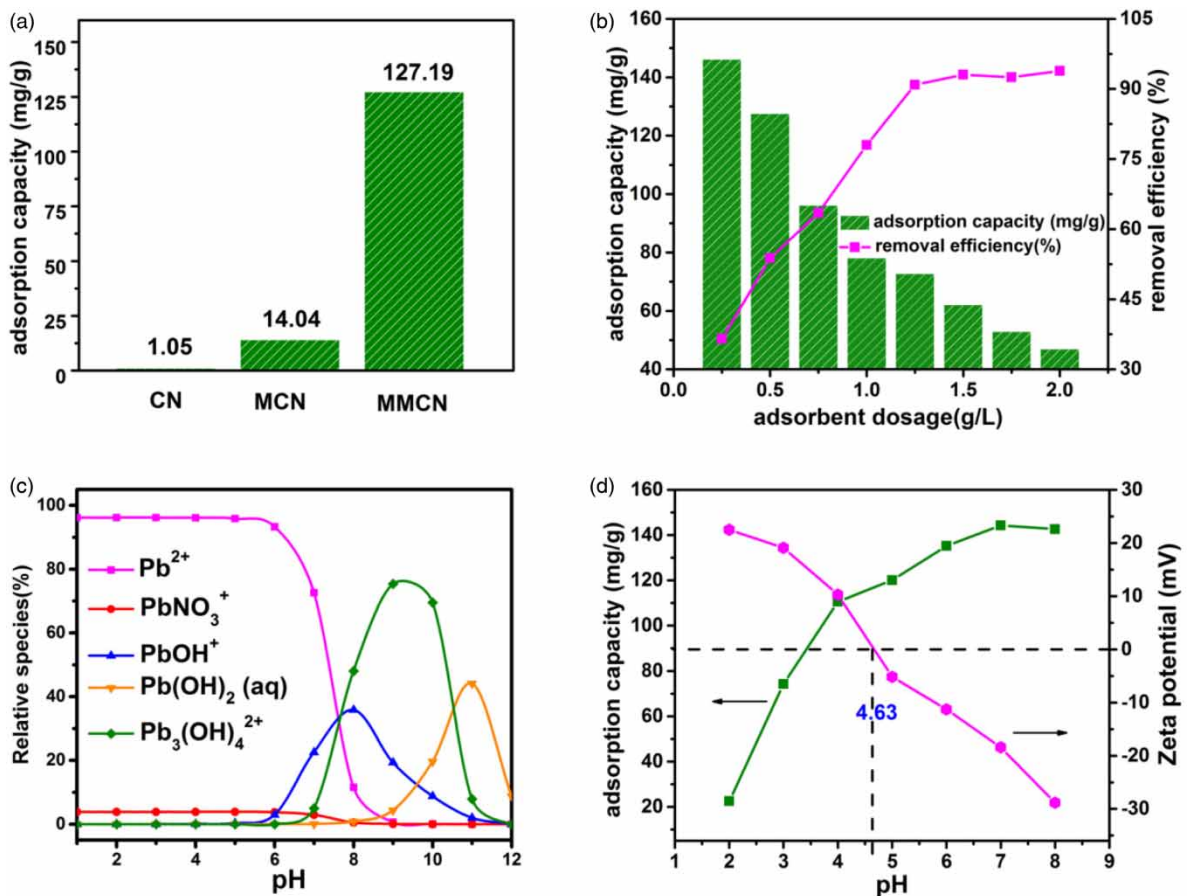 (a)
adsorption capacity (mg/g)
150
125
100
75
50
25
0
1.05
14.04
127.19
CN MCN MMCN
(b)
adsorption capacity (mg/g)
160
140
120
100
80
60
40
105
90
75
60
45
30
removal efficiency (%)
adsorption capacity (mg/g)
removal efficiency(%)
0.0 0.5 1.0 1.5 2.0
adsorbent dosage(g/L)
(c)
Relative species(%)
100
80
60
40
20
0
Pb2+
PbNO3+
PbOH+
Pb(OH)2 (aq)
Pb3(OH)42+
2 4 6 8 10 12
pH
(d)
adsorption capacity (mg/g)
160
140
120
100
80
60
40
20
30
20
10
0
-10
-20
-30
Zeta potential (mV)
4.63
1 2 3 4 5 6 7 8 9
pH